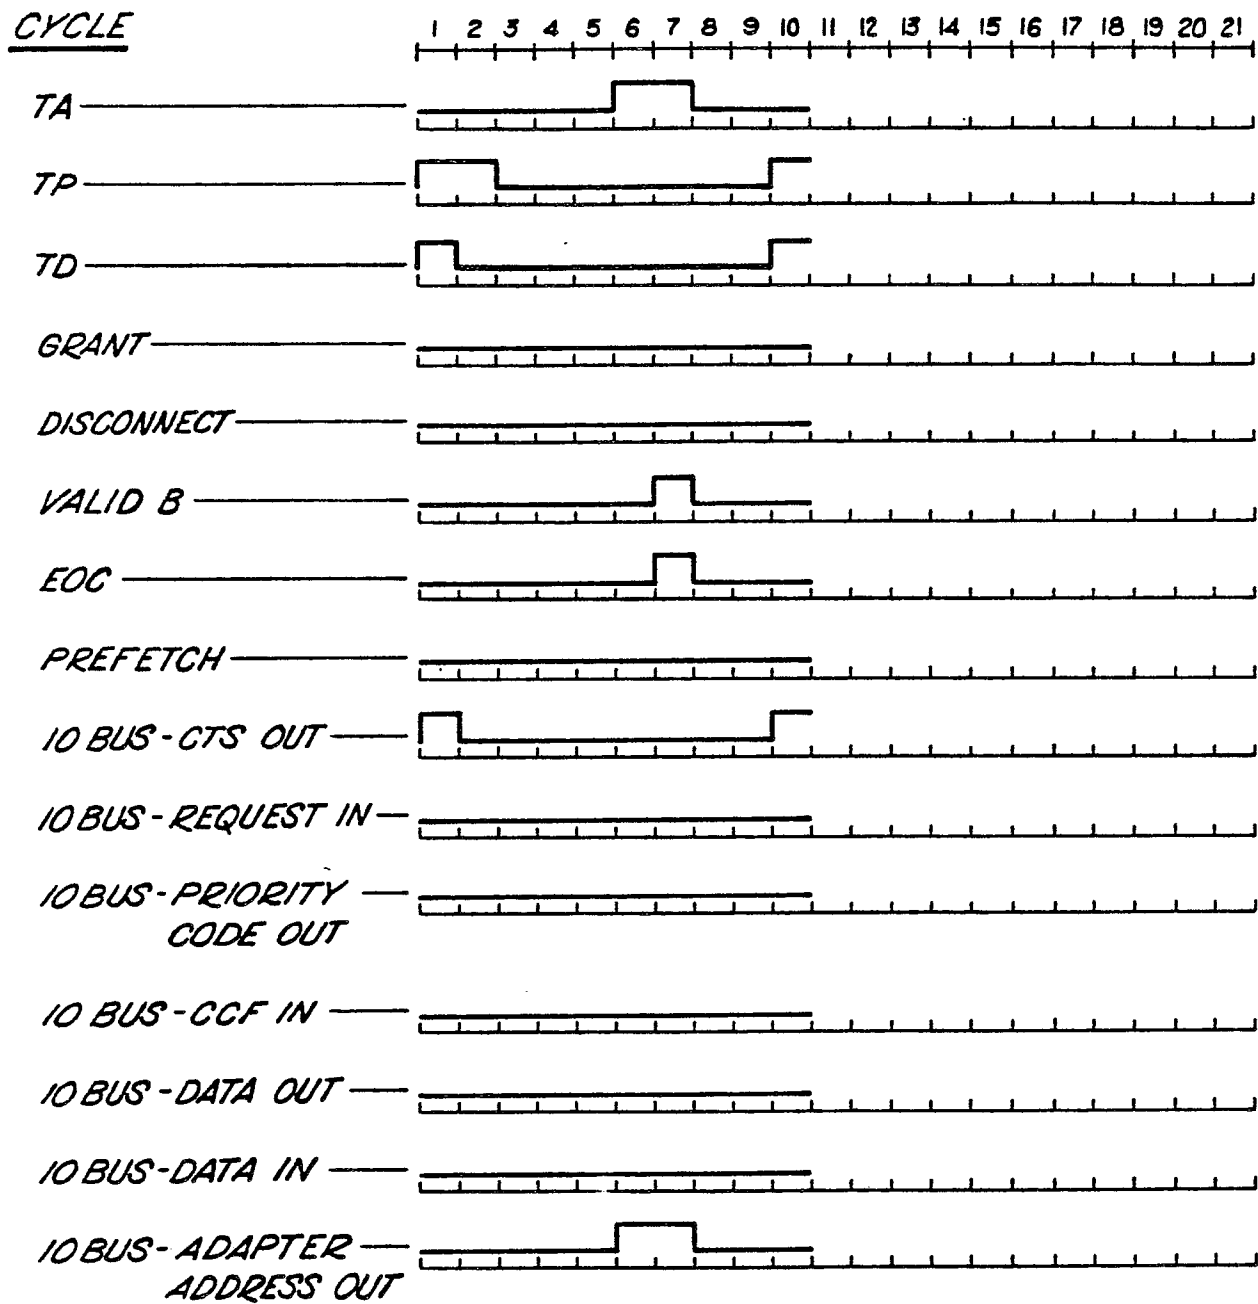 CYCLE
1 2 3 4 5 6 7 8 9 10 11 12 13 14 15 16 17 18 19 20 21
TA
TP
TD
GRANT
DISCONNECT
VALID B
EOC
PREFETCH
IO BUS-CTS OUT
IO BUS-REQUEST IN
IO BUS-PRIORITY
CODE OUT
IO BUS-CCF IN
IO BUS-DATA OUT
IO BUS-DATA IN
IO BUS-ADAPTER
ADDRESS OUT